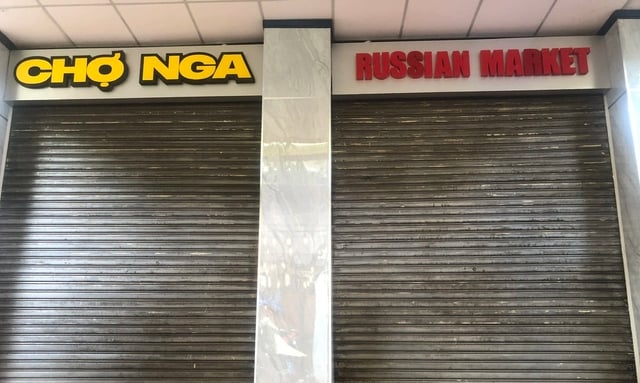 CHỢ NGA
RUSSIAN MARKET